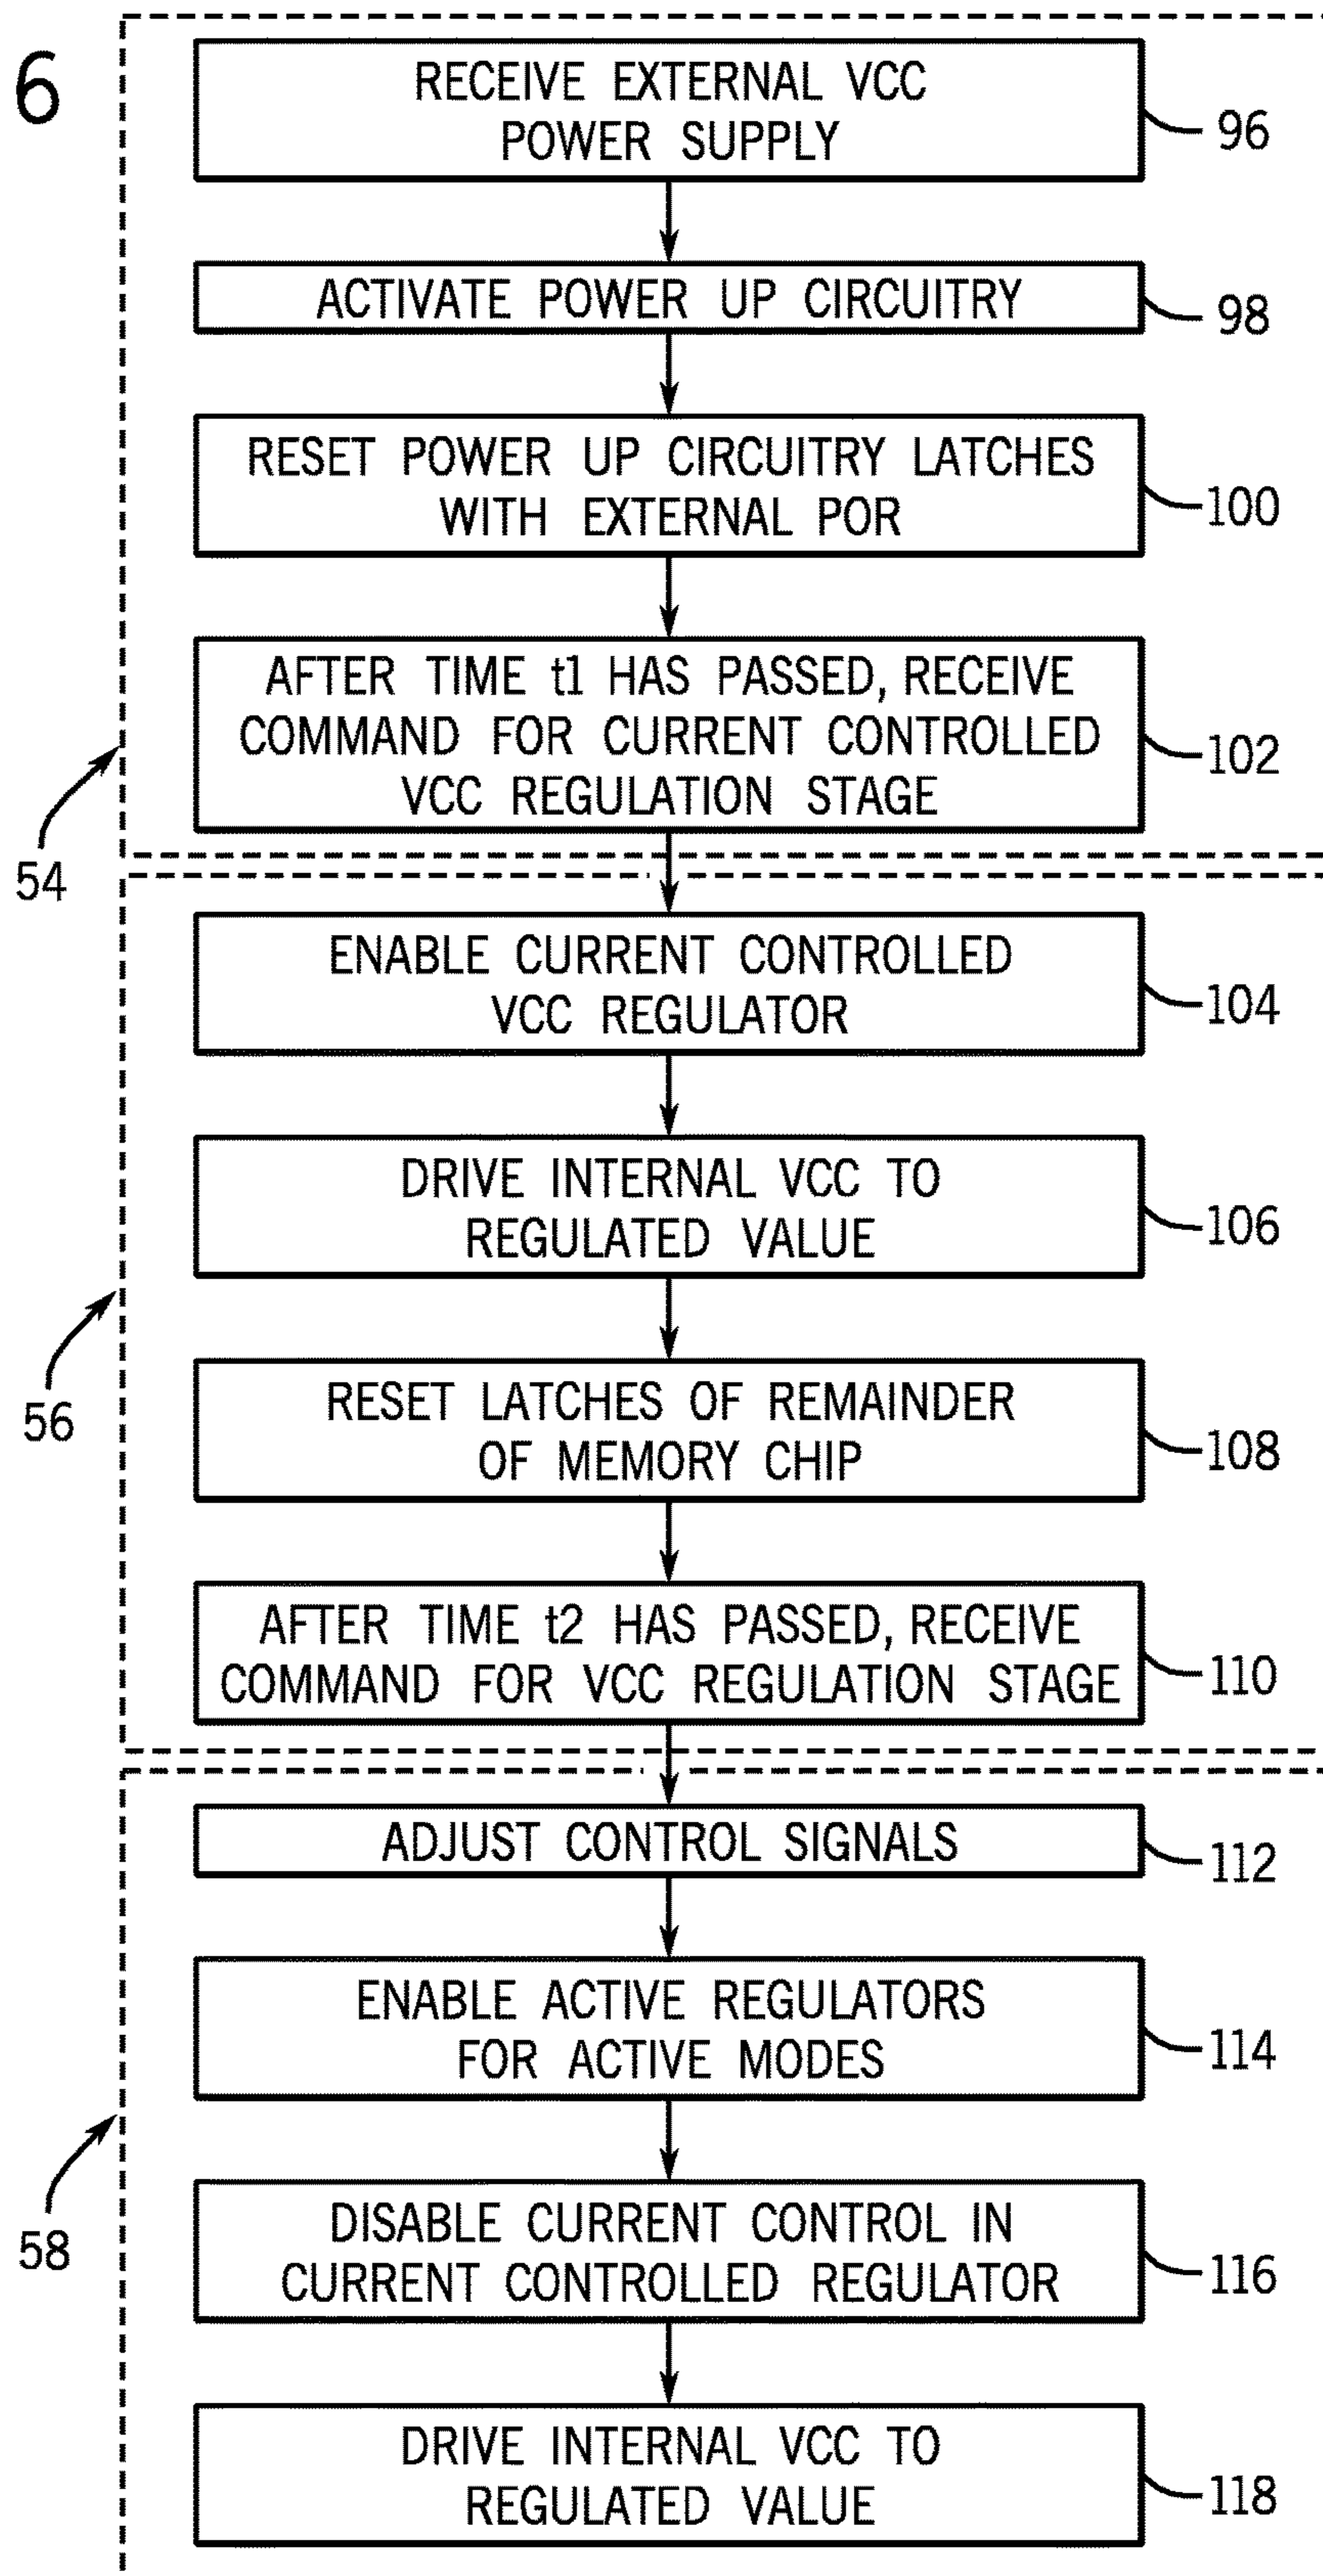 6
RECEIVE EXTERNAL VCC
POWER SUPPLY
96
ACTIVATE POWER UP CIRCUITRY
98
RESET POWER UP CIRCUITRY LATCHES
WITH EXTERNAL POR
100
AFTER TIME t1 HAS PASSED, RECEIVE
COMMAND FOR CURRENT CONTROLLED
VCC REGULATION STAGE
102
54
ENABLE CURRENT CONTROLLED
VCC REGULATOR
104
DRIVE INTERNAL VCC TO
REGULATED VALUE
106
56
RESET LATCHES OF REMAINDER
OF MEMORY CHIP
108
AFTER TIME t2 HAS PASSED, RECEIVE
COMMAND FOR VCC REGULATION STAGE
110
ADJUST CONTROL SIGNALS
112
ENABLE ACTIVE REGULATORS
FOR ACTIVE MODES
114
58
DISABLE CURRENT CONTROL IN
CURRENT CONTROLLED REGULATOR
116
DRIVE INTERNAL VCC TO
REGULATED VALUE
118